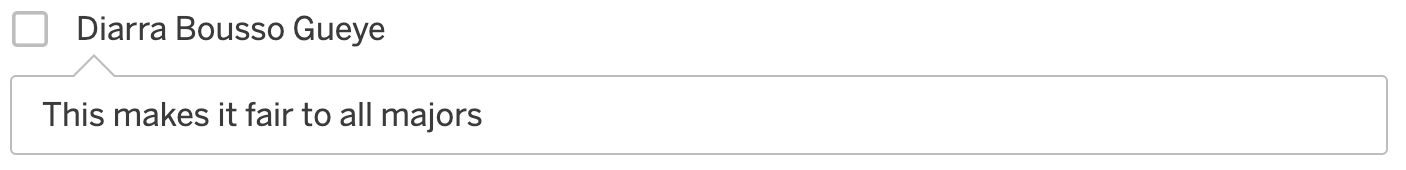 Diarra Bousso Gueye
This makes it fair to all majors